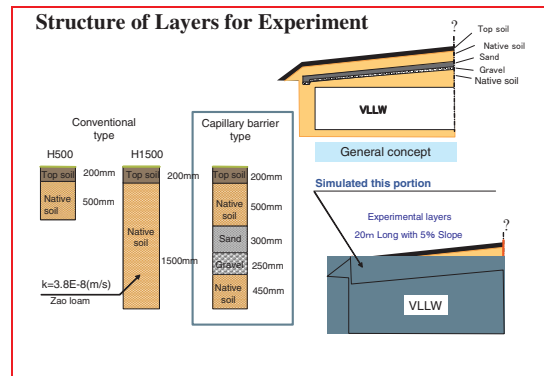 Structure of Layers for Experiment
?
Top soil
Native soil
Sand
Gravel
Native soil
VLLW
General concept
Conventional
type
H500
H1500
Top soil
200mm
Native
soil
500mm
200mm
Top soil
Native
soil
1500mm
k=3.8E-8(m/s)
Zao loam
Capillary barrier
type
Top soil
200mm
Native
soil
500mm
Sand
300mm
Gravel
250mm
Native
soil
450mm
Simulated this portion
Experimental layers
20m Long with 5% Slope
?
VLLW